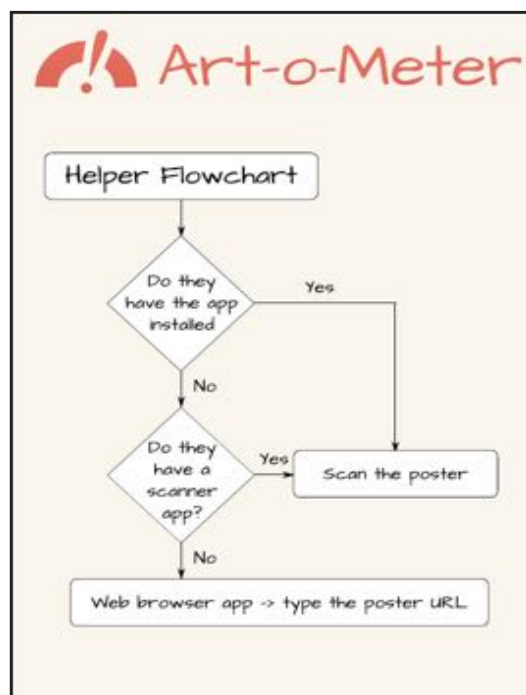 Art-o-Meter
Helper Flowchart
Do they
have the app
installed
Yes
No
Do they
have a
scanner
app?
Yes
Scan the poster
No
Web browser app -> type the poster URL